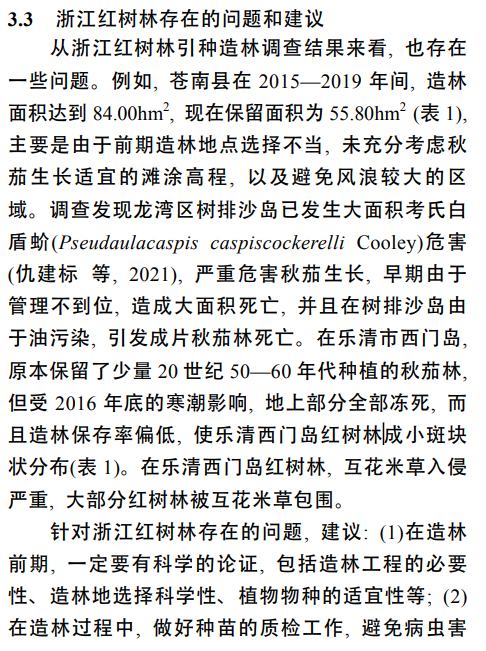 3.3 浙江红树林存在的问题和建议
从浙江红树林引种造林调查结果来看, 也存在
一些问题。例如, 苍南县在 2015—2019 年间, 造林
面积达到 84.00hm², 现在保留面积为 55.80hm² (表 1),
主要是由于前期造林地点选择不当, 未充分考虑秋
茄生长适宜的滩涂高程, 以及避免风浪较大的区
域。调查发现龙湾区树排沙岛已发生大面积考氏白
盾蚧(Pseudaulacaspis caspiscockerelli Cooley)危害
(仇建标 等, 2021), 严重危害秋茄生长, 早期由于
管理不到位, 造成大面积死亡, 并且在树排沙岛由
于油污染, 引发成片秋茄林死亡。在乐清市西门岛,
原本保留了少量 20 世纪 50—60 年代种植的秋茄林,
但受 2016 年底的寒潮影响, 地上部分全部冻死, 而
且造林保存率偏低, 使乐清西门岛红树林成小斑块
状分布(表 1)。在乐清西门岛红树林, 互花米草入侵
严重, 大部分红树林被互花米草包围。
针对浙江红树林存在的问题, 建议: (1)在造林
前期, 一定要有科学的论证, 包括造林工程的必要
性、造林地选择科学性、植物物种的适宜性等; (2)
在造林过程中, 做好种苗的质检工作, 避免病虫害